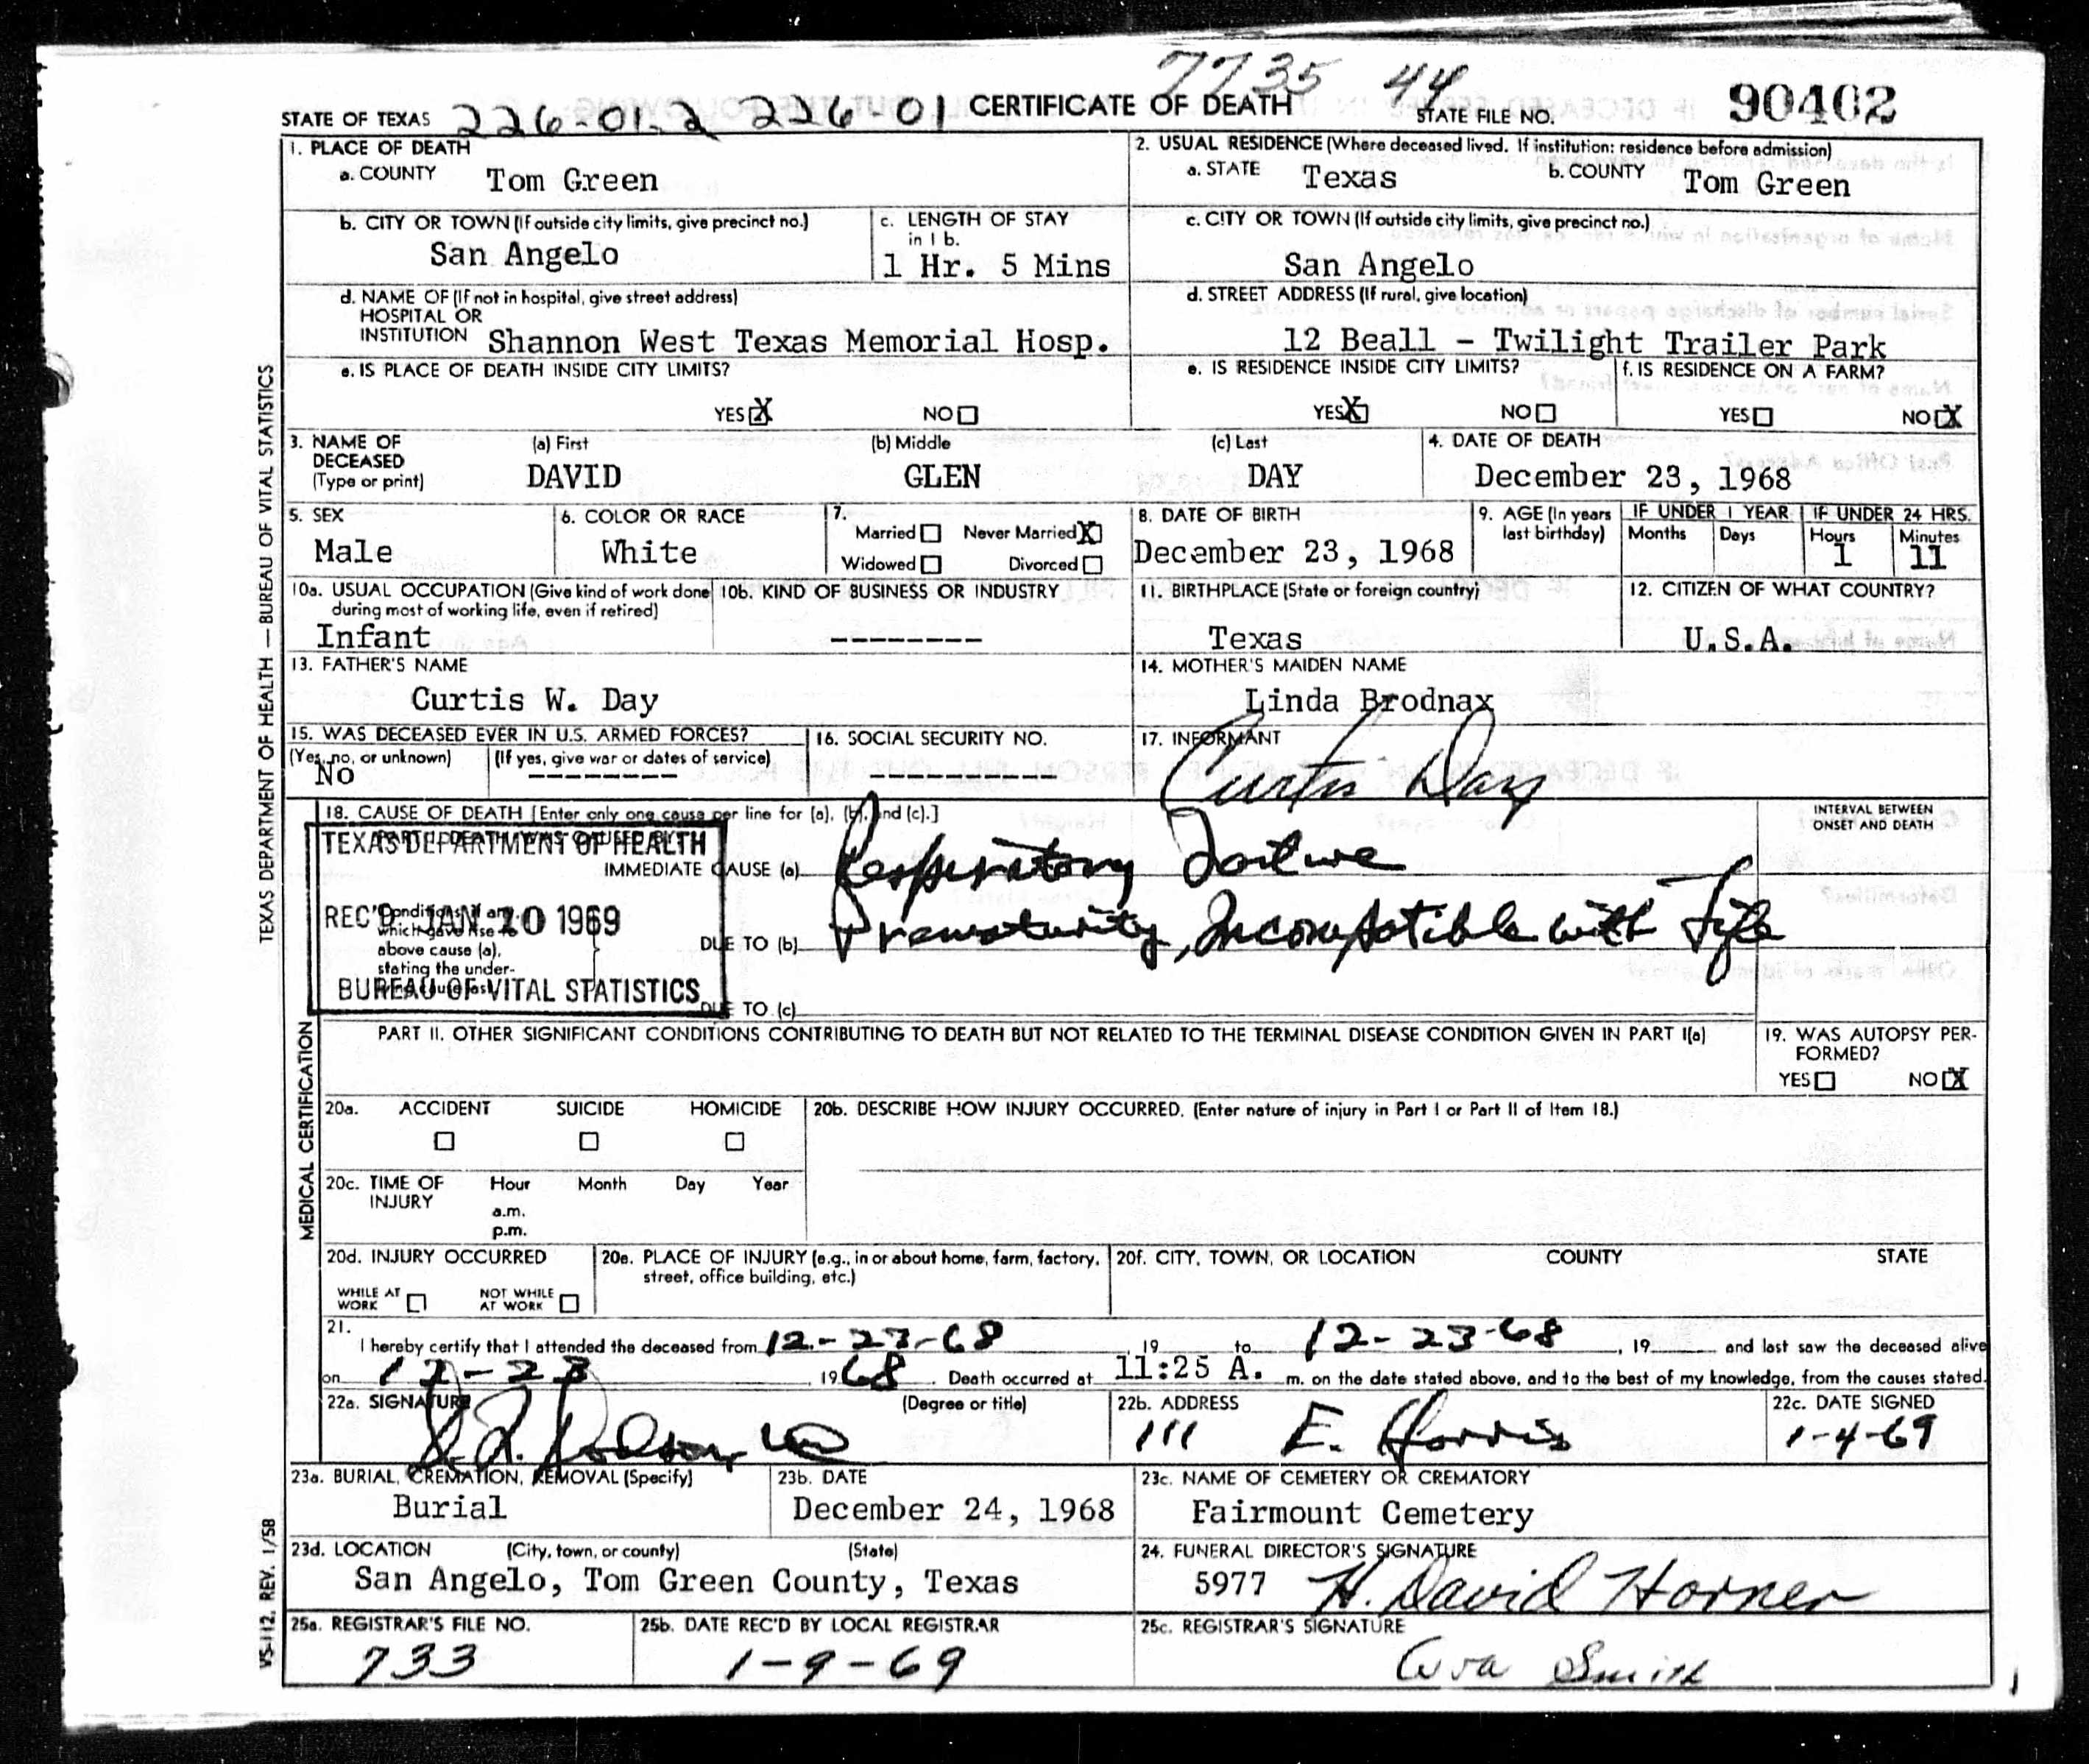 7735 44
STATE OF TEXAS 226-01.2 226-01 CERTIFICATE OF DEATH STATE FILE NO. 90402
1. PLACE OF DEATH
a. COUNTY Tom Green
2. USUAL RESIDENCE (Where deceased lived. If institution: residence before admission)
a. STATE Texas b. COUNTY Tom Green
b. CITY OR TOWN (If outside city limits, give precinct no.)
San Angelo
c. LENGTH OF STAY
in 1 b.
1 Hr. 5 Mins
c. CITY OR TOWN (If outside city limits, give precinct no.)
San Angelo
d. NAME OF (If not in hospital, give street address)
HOSPITAL OR
INSTITUTION Shannon West Texas Memorial Hosp.
d. STREET ADDRESS (If rural, give location)
12 Beall - Twilight Trailer Park
e. IS PLACE OF DEATH INSIDE CITY LIMITS?
YES X NO
e. IS RESIDENCE INSIDE CITY LIMITS?
YES X NO
f. IS RESIDENCE ON A FARM?
YES NO X
3. NAME OF
DECEASED
(Type or print)
(a) First (b) Middle (c) Last
DAVID GLEN DAY
4. DATE OF DEATH
December 23, 1968
5. SEX
Male
6. COLOR OR RACE
White
7.
Married Never Married X
Widowed Divorced
8. DATE OF BIRTH
December 23, 1968
9. AGE (In years
last birthday)
IF UNDER 1 YEAR
Months Days
IF UNDER 24 HRS.
Hours Minutes
1 11
10a. USUAL OCCUPATION (Give kind of work done
during most of working life, even if retired)
Infant
10b. KIND OF BUSINESS OR INDUSTRY
--------
11. BIRTHPLACE (State or foreign country)
Texas
12. CITIZEN OF WHAT COUNTRY?
U.S.A.
13. FATHER'S NAME
Curtis W. Day
14. MOTHER'S MAIDEN NAME
Linda Brodnax
15. WAS DECEASED EVER IN U.S. ARMED FORCES?
(Yes, no, or unknown) (If yes, give war or dates of service)
No --------
16. SOCIAL SECURITY NO.
----------
17. INFORMANT
Curtis Day
18. CAUSE OF DEATH [Enter only one cause per line for (a), (b), and (c).]
INTERVAL BETWEEN
ONSET AND DEATH
PART I. DEATH WAS CAUSED BY:
TEXAS DEPARTMENT OF HEALTH
IMMEDIATE CAUSE (a) Respiratory Failure
REC'D JAN 10 1969
Conditions, if any,
which gave rise to
above cause (a),
stating the under-
lying cause last.
DUE TO (b) Prematurity, Incompatible with Life
BUREAU OF VITAL STATISTICS
DUE TO (c)
PART II. OTHER SIGNIFICANT CONDITIONS CONTRIBUTING TO DEATH BUT NOT RELATED TO THE TERMINAL DISEASE CONDITION GIVEN IN PART I(a)
19. WAS AUTOPSY PER-
FORMED?
YES NO X
20a. ACCIDENT SUICIDE HOMICIDE
20b. DESCRIBE HOW INJURY OCCURRED. (Enter nature of injury in Part I or Part II of Item 18.)
20c. TIME OF
INJURY
Hour Month Day Year
a.m.
p.m.
20d. INJURY OCCURRED
WHILE AT
WORK
NOT WHILE
AT WORK
20e. PLACE OF INJURY (e.g., in or about home, farm, factory,
street, office building, etc.)
20f. CITY, TOWN, OR LOCATION COUNTY STATE
21.
I hereby certify that I attended the deceased from 12-23-68, 19 to 12-23-68, 19 and last saw the deceased alive
on 12-23 1968. Death occurred at 11:25 A. m. on the date stated above, and to the best of my knowledge, from the causes stated.
22a. SIGNATURE (Degree or title)
22b. ADDRESS
111 E. Harris
22c. DATE SIGNED
1-4-69
23a. BURIAL, CREMATION, REMOVAL (Specify)
Burial
23b. DATE
December 24, 1968
23c. NAME OF CEMETERY OR CREMATORY
Fairmount Cemetery
23d. LOCATION (City, town, or county) (State)
San Angelo, Tom Green County, Texas
24. FUNERAL DIRECTOR'S SIGNATURE
5977 H. David Horner
25a. REGISTRAR'S FILE NO.
733
25b. DATE REC'D BY LOCAL REGISTRAR
1-9-69
25c. REGISTRAR'S SIGNATURE
Smith
TEXAS DEPARTMENT OF HEALTH — BUREAU OF VITAL STATISTICS
MEDICAL CERTIFICATION
VS-112. REV. 1/58